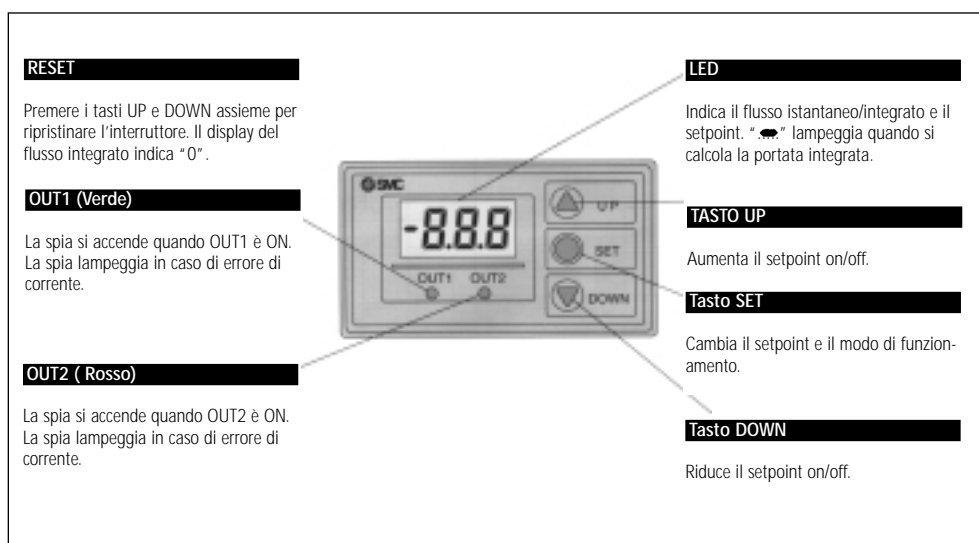 RESET
Premere i tasti UP e DOWN assieme per
ripristinare l'interruttore. Il display del
flusso integrato indica "0".
OUT1 (Verde)
La spia si accende quando OUT1 è ON.
La spia lampeggia in caso di errore di
corrente.
OUT2 ( Rosso)
La spia si accende quando OUT2 è ON.
La spia lampeggia in caso di errore di
corrente.
SMC
-8.8.8
OUT1 OUT2
UP
SET
DOWN
LED
Indica il flusso istantaneo/integrato e il
setpoint. " " lampeggia quando si
calcola la portata integrata.
TASTO UP
Aumenta il setpoint on/off.
Tasto SET
Cambia il setpoint e il modo di funzion-
amento.
Tasto DOWN
Riduce il setpoint on/off.